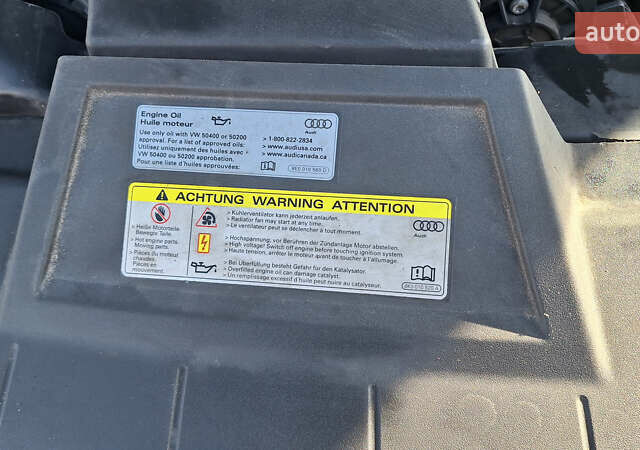 auto
Engine Oil
Huile moteur
Audi
Use only oil with VW 50400 or 50200
approval. For a list of approved oils:
Utilisez uniquement des huiles avec
VW 50400 ou 50200 approbation.
Pour une liste d'huiles approuvées:
> 1-800-822-2834
> www.audiusa.com
> www.audicanada.ca
8E0 010 580 D
ACHTUNG WARNING ATTENTION
> Heiße Motorteile.
Bewegte Teile.
> Hot engine parts.
Moving parts.
> Pièces du moteur
chaudes.
Pièces en
mouvement.
> Kühlerventilator kann jederzeit anlaufen.
> Radiator fan may start at any time.
> Le ventilateur peut se déclencher à tout moment.
> Hochspannung: vor Berühren der Zündanlage Motor abstellen.
> High voltage! Switch off engine before touching ignition system.
> Haute tension, arrêter le moteur avant de toucher à l'allumage.
> Bei Überfüllung besteht Gefahr für den Katalysator.
> Overfilled engine oil can damage catalyst.
> Un remplissage excessif d'huile peut nuire au catalyseur.
Audi